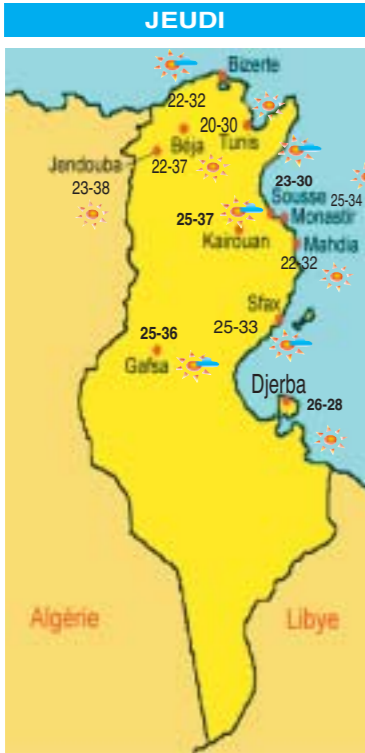 JEUDI
Bizerte
22-32
20-30
Béja
Tunis
Jendouba
22-37
23-38
23-30
25-34
Sousse
25-37
Monastir
Kairouan
Mahdia
22-32
Sfax
25-33
25-36
Gafsa
Djerba
26-28
Algérie
Libye